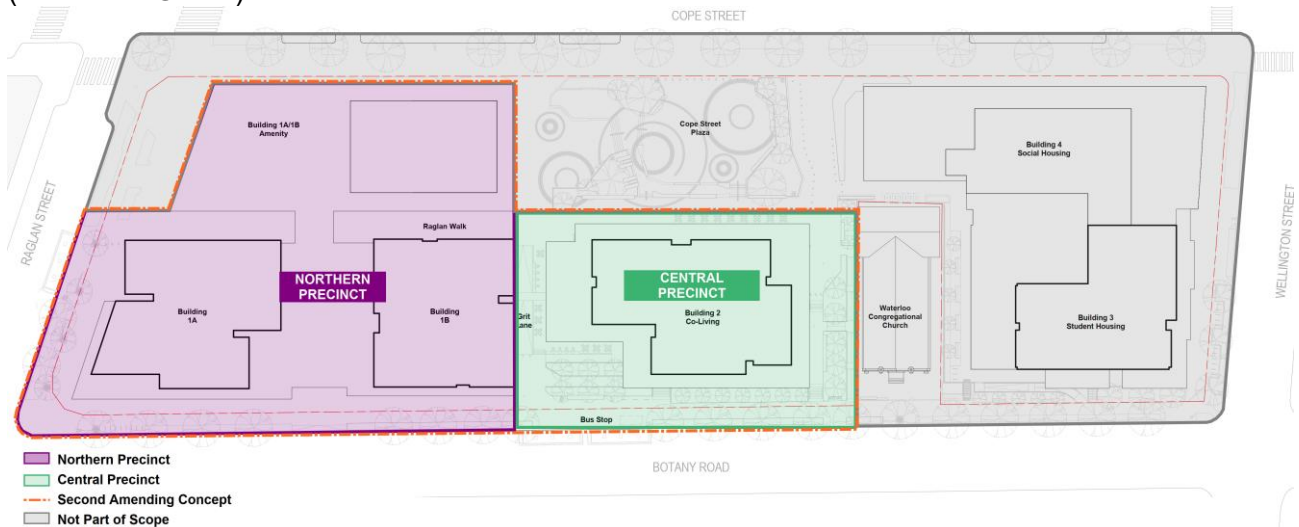 COPE STREET
Building 1A/1B
Amenity
Cope Street
Plaza
Building 4
Social Housing
RAGLAN STREET
WELLINGTON STREET
Raglan Walk
NORTHERN
PRECINCT
CENTRAL
PRECINCT
Building
1A
Building
1B
Grit
Lane
Building 2
Co-Living
Waterloo
Congregational
Church
Building 3
Student Housing
Bus Stop
BOTANY ROAD
Northern Precinct
Central Precinct
Second Amending Concept
Not Part of Scope